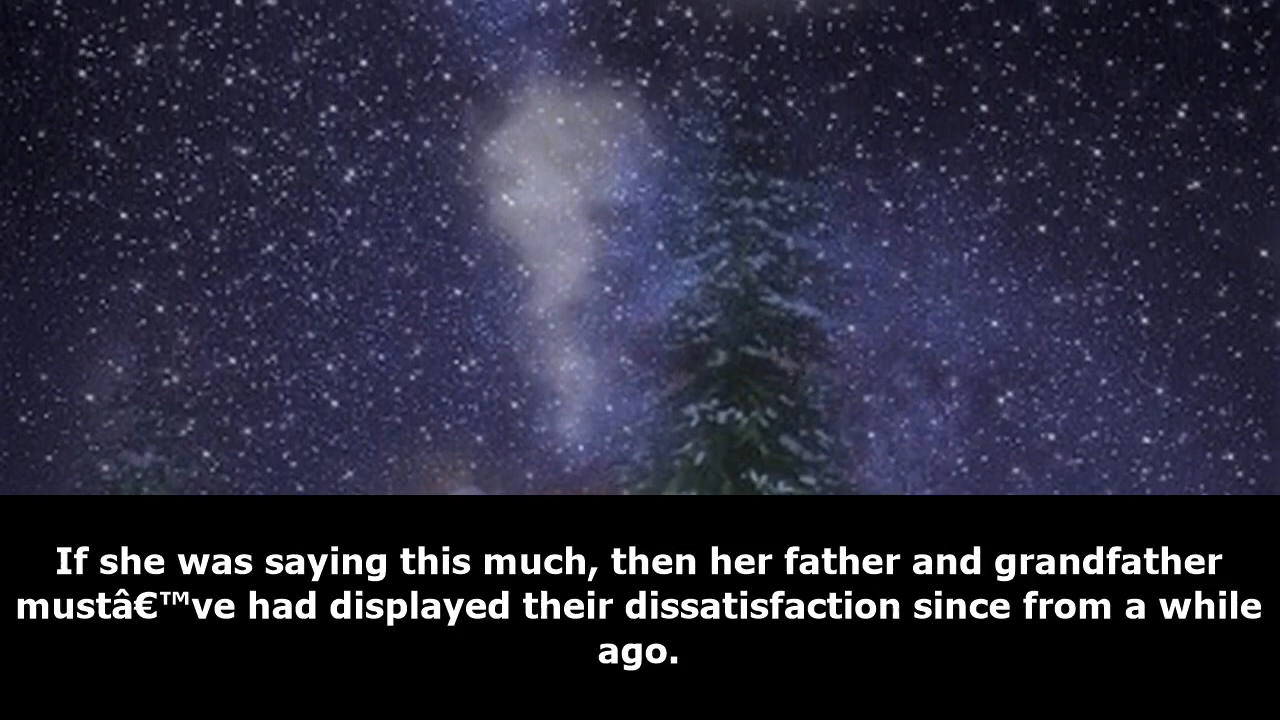 If she was saying this much, then her father and grandfather
mustâ€™ve had displayed their dissatisfaction since from a while
ago.